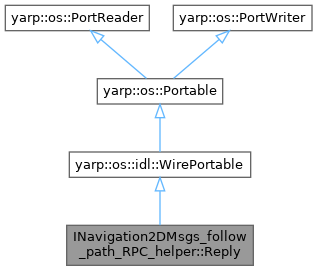 yarp::os::PortReader
yarp::os::PortWriter
yarp::os::Portable
yarp::os::idl::WirePortable
INavigation2DMsgs_follow
_path_RPC_helper::Reply